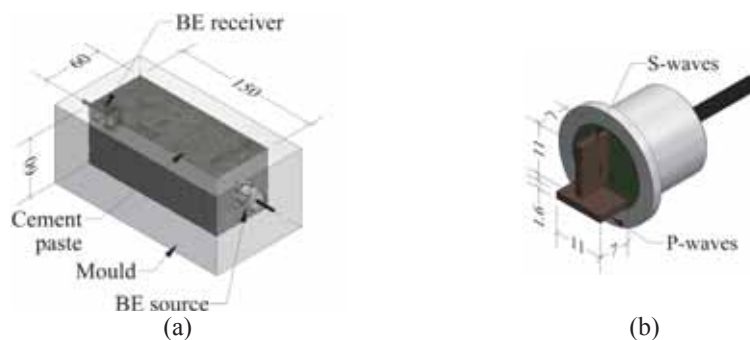 BE receiver
60
150
60
Cement
paste
Mould
BE source
(a)
S-waves
7
11
1.6
11
7
P-waves
(b)